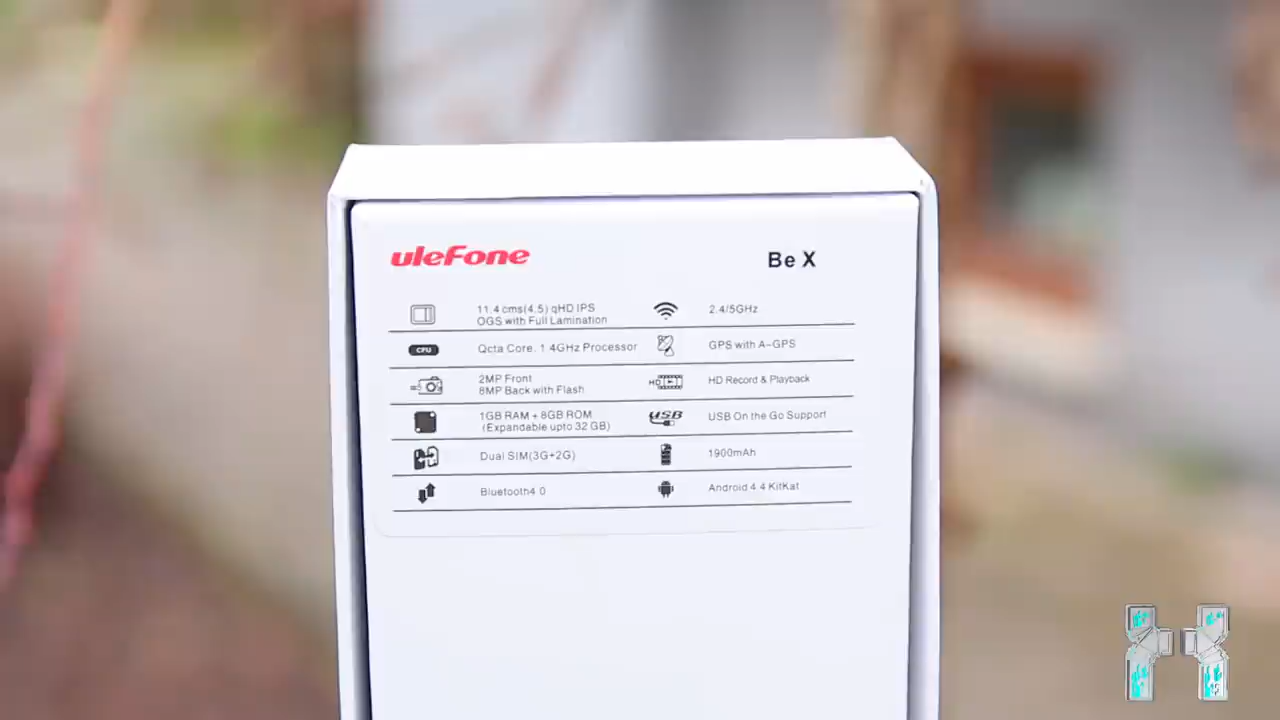 uleFone
Be X
11.4 cms(4.5) qHD IPS
OGS with Full Lamination
2.4/5GHz
CPU
Qcta Core. 1.4GHz Processor
GPS with A-GPS
2MP Front
8MP Back with Flash
HD
HD Record & Playback
1GB RAM + 8GB ROM
(Expandable upto 32 GB)
USB
USB On the Go Support
Dual SIM(3G+2G)
1900mAh
Bluetooth4 0
Android 4 4 KitKat